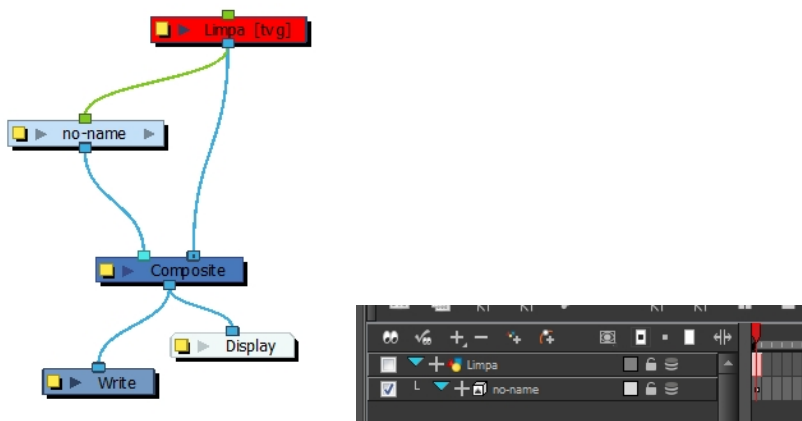 Limpa [tvg]
no-name
Composite
Display
Write
Limpa
no-name